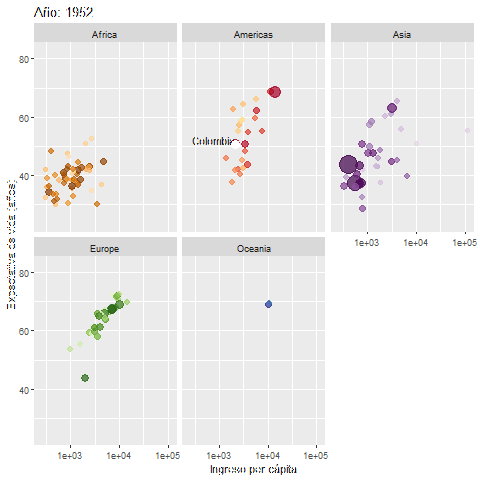 Año: 1952
Africa
Americas
Asia
80
60
40
Colombia
Expectativa de vida (años)
1e+03 1e+04 1e+05
Europe
Oceania
80
60
40
1e+03 1e+04 1e+05
1e+03 1e+04 1e+05
Ingreso per cápita